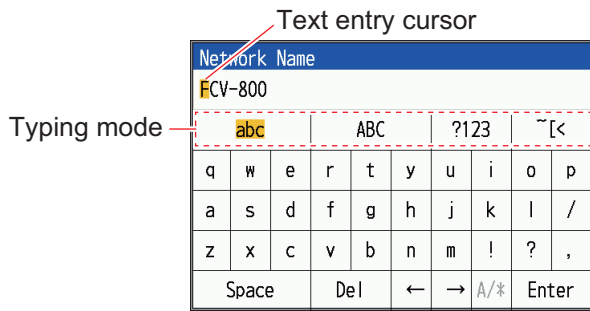 Text entry cursor
Network Name
FCV-800
Typing mode
abc ABC ?123 ~[<
q w e r t y u i o p
a s d f g h j k l /
z x c v b n m ! ? ,
Space Del ← → A/* Enter